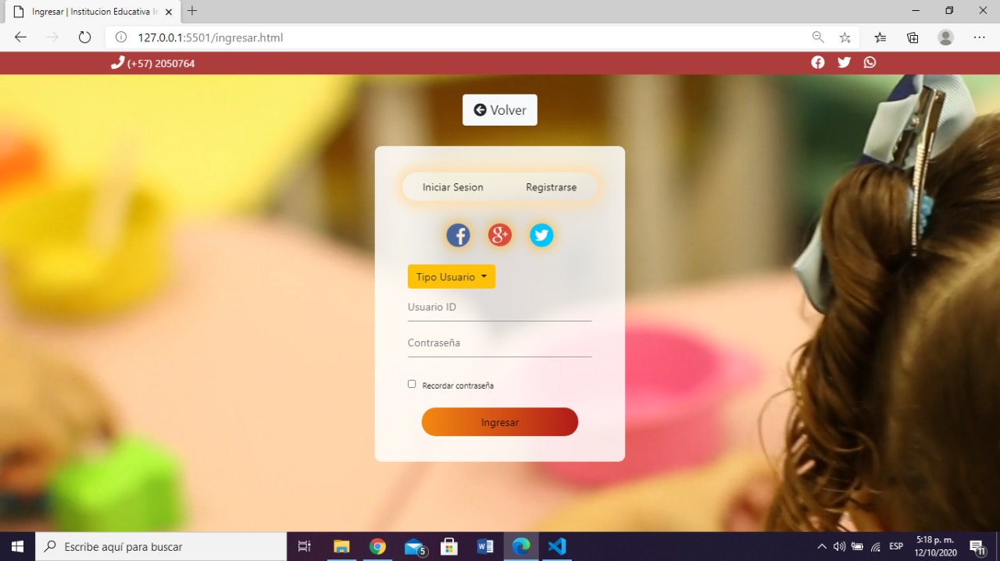 Ingresar | Institucion Educativa
127.0.0.1:5501/ingresar.html
(+57) 2050764
Volver
Iniciar Sesion Registrarse
Tipo Usuario
Usuario ID
Contraseña
Recordar contraseña
Ingresar
Escribe aquí para buscar
5
ESP
5:18 p. m.
12/10/2020
11